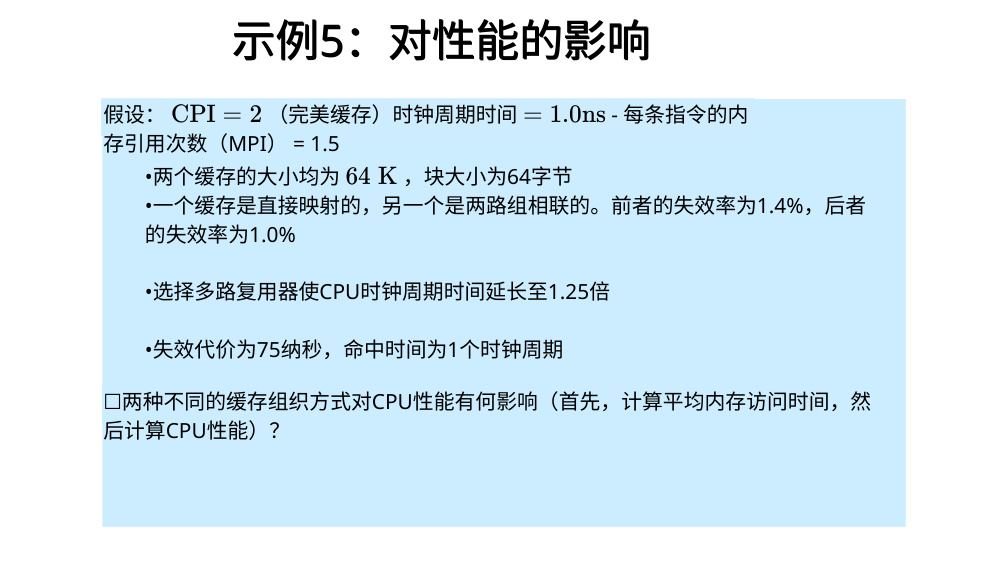 示例5：对性能的影响
假设： CPI = 2 （完美缓存）时钟周期时间 = 1.0ns - 每条指令的内
存引用次数（MPI） = 1.5
•两个缓存的大小均为 64 K ，块大小为64字节
•一个缓存是直接映射的，另一个是两路组相联的。前者的失效率为1.4%，后者
的失效率为1.0%
•选择多路复用器使CPU时钟周期时间延长至1.25倍
•失效代价为75纳秒，命中时间为1个时钟周期
☐两种不同的缓存组织方式对CPU性能有何影响（首先，计算平均内存访问时间，然
后计算CPU性能）？